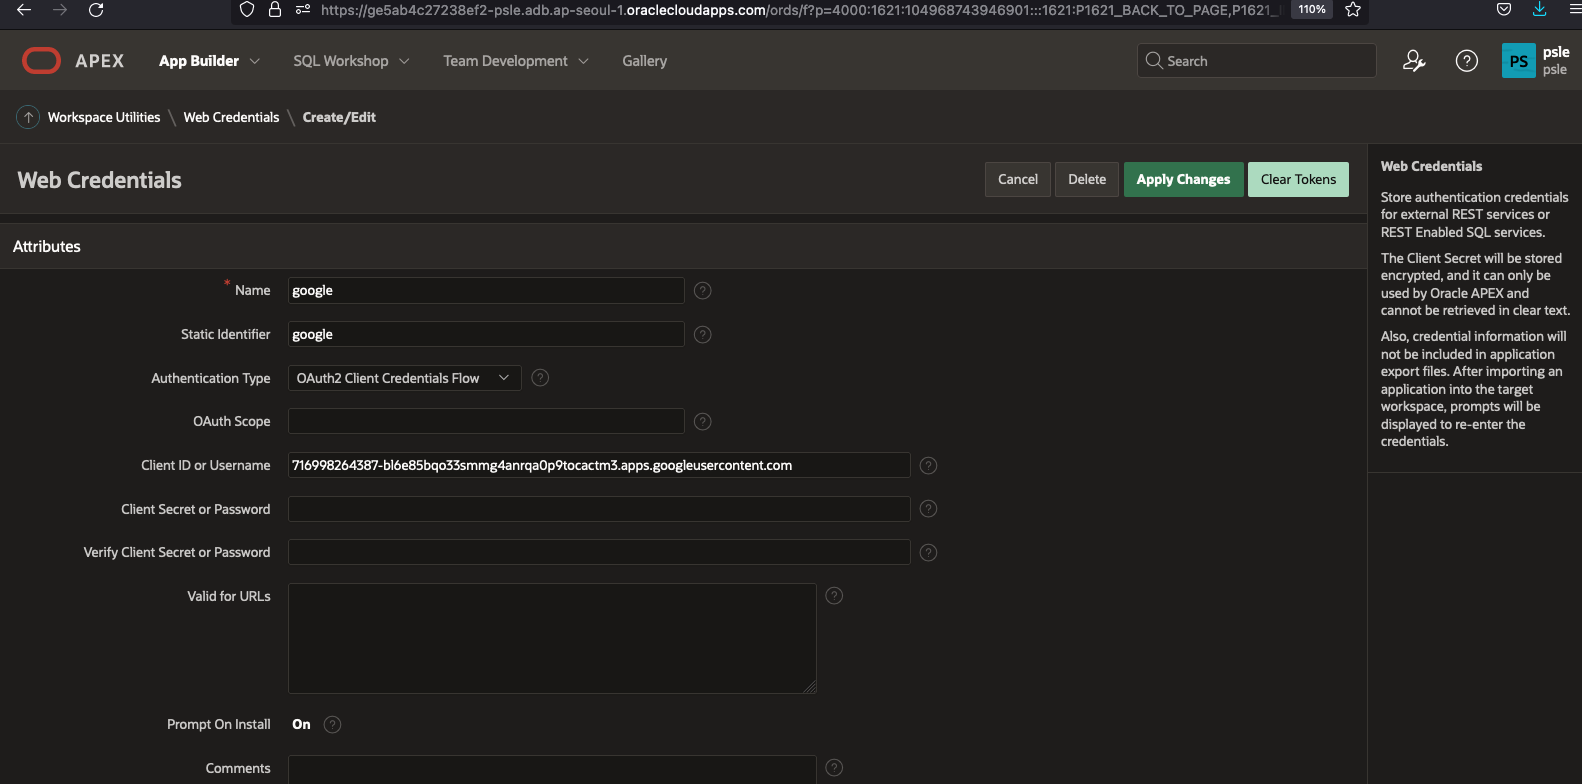 https://ge5ab4c27238ef2-psle.adb.ap-seoul-1.oraclecloudapps.com/ords/f?p=4000:1621:104968743946901:::1621:P1621_BACK_TO_PAGE,P1621_
110%
APEX
App Builder
SQL Workshop
Team Development
Gallery
Search
PS
psle
psle
Workspace Utilities \ Web Credentials \ Create/Edit
Web Credentials
Cancel
Delete
Apply Changes
Clear Tokens
Attributes
* Name
google
Static Identifier
google
Authentication Type
OAuth2 Client Credentials Flow
OAuth Scope
Client ID or Username
716998264387-bl6e85bqo33smmg4anrqa0p9tocactm3.apps.googleusercontent.com
Client Secret or Password
Verify Client Secret or Password
Valid for URLs
Prompt On Install
On
Comments
Web Credentials
Store authentication credentials
for external REST services or
REST Enabled SQL services.
The Client Secret will be stored
encrypted, and it can only be
used by Oracle APEX and
cannot be retrieved in clear text.
Also, credential information will
not be included in application
export files. After importing an
application into the target
workspace, prompts will be
displayed to re-enter the
credentials.